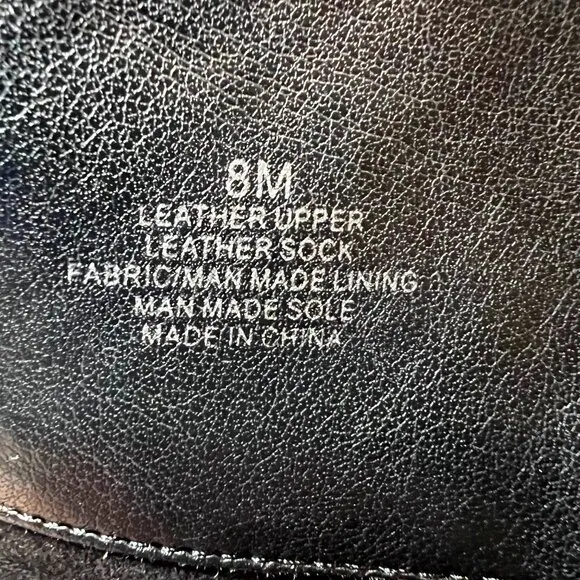 8M
LEATHER UPPER
LEATHER SOCK
FABRIC/MAN MADE LINING
MAN MADE SOLE
MADE IN CHINA